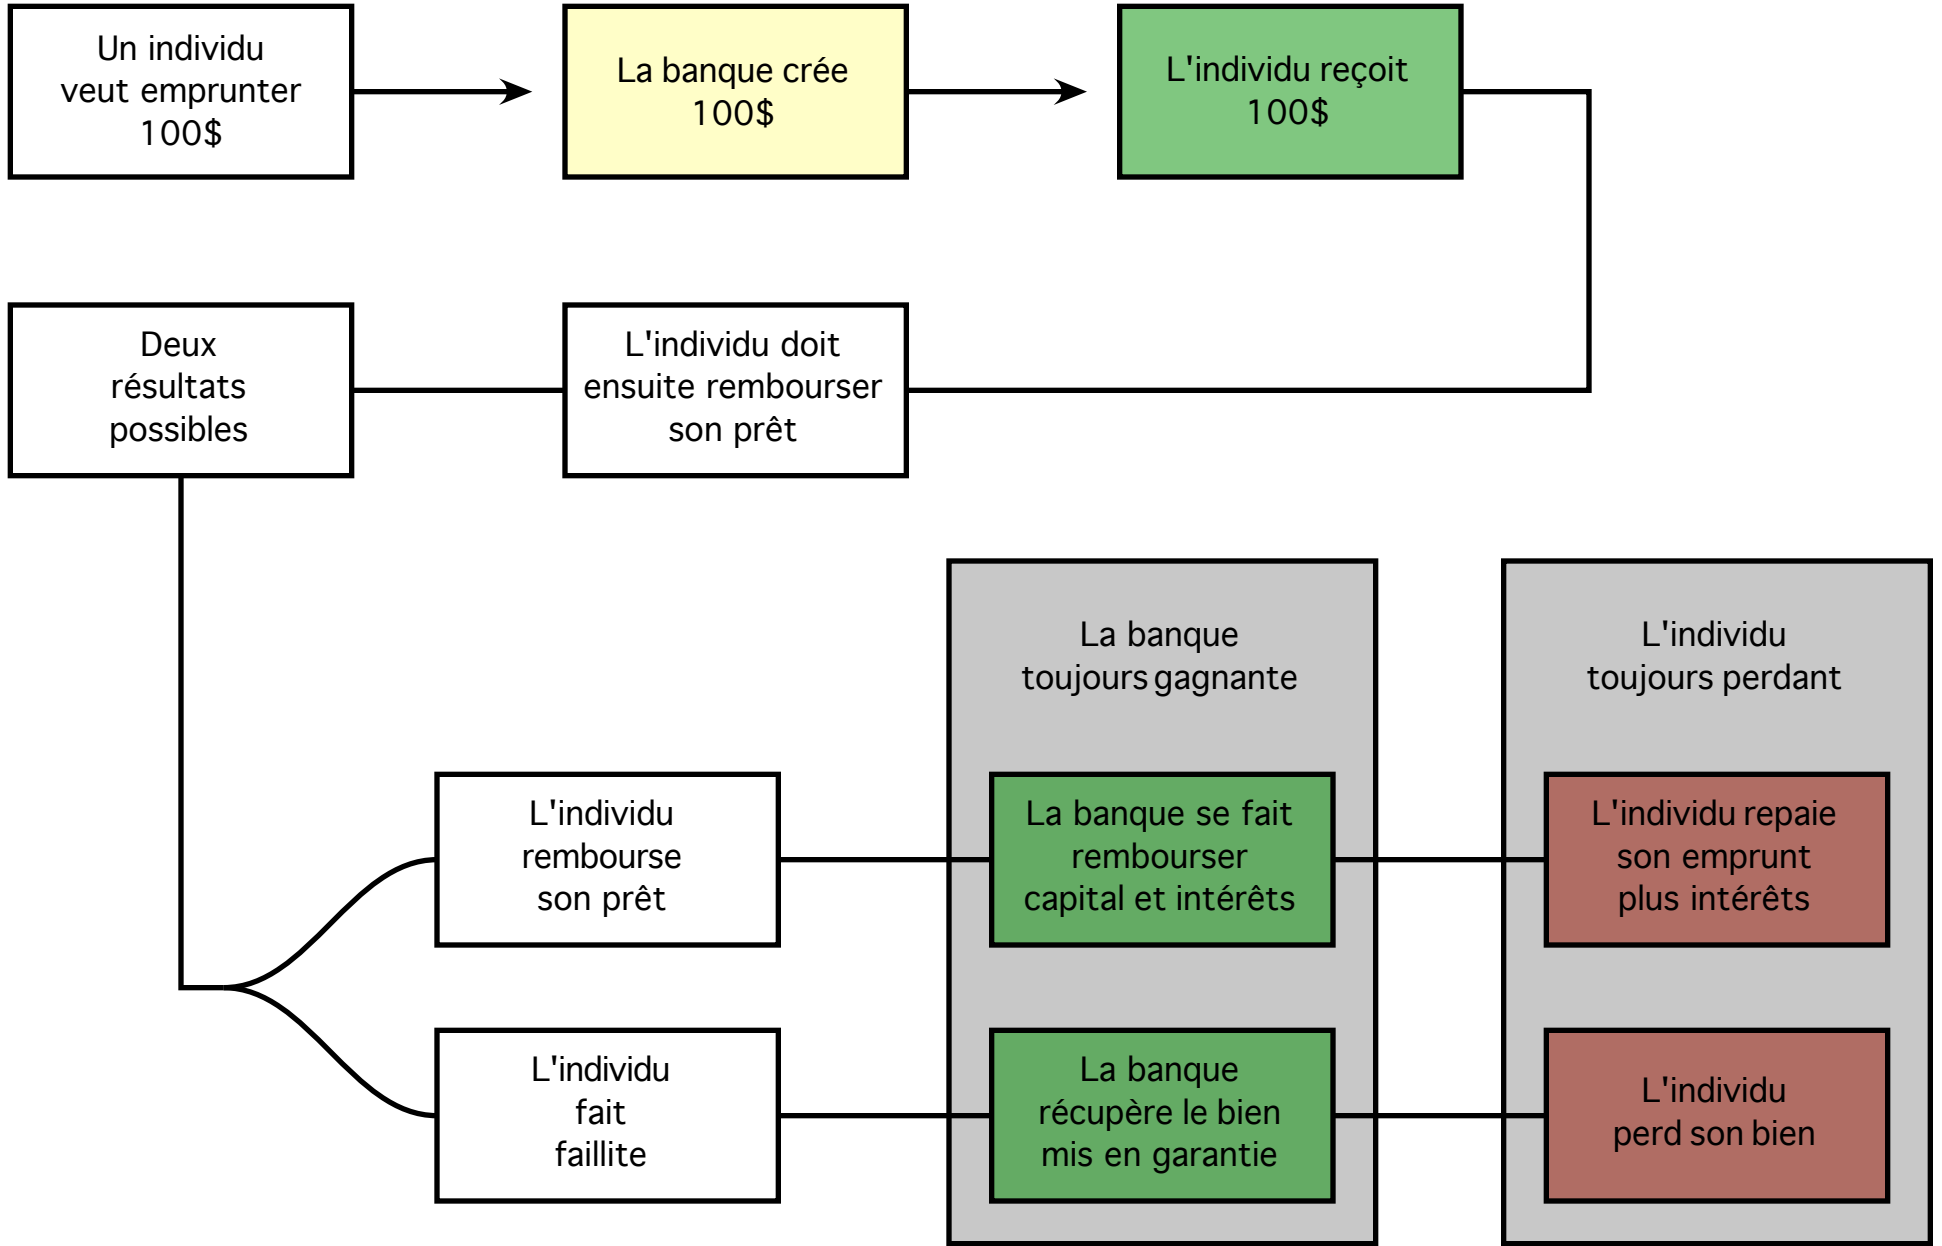 Un individu
veut emprunter
100$
La banque crée
100$
L'individu reçoit
100$
Deux
résultats
possibles
L'individu doit
ensuite rembourser
son prêt
La banque
toujours gagnante
L'individu
toujours perdant
L'individu
rembourse
son prêt
La banque se fait
rembourser
capital et intérêts
L'individu repaie
son emprunt
plus intérêts
L'individu
fait
faillite
La banque
récupère le bien
mis en garantie
L'individu
perd son bien